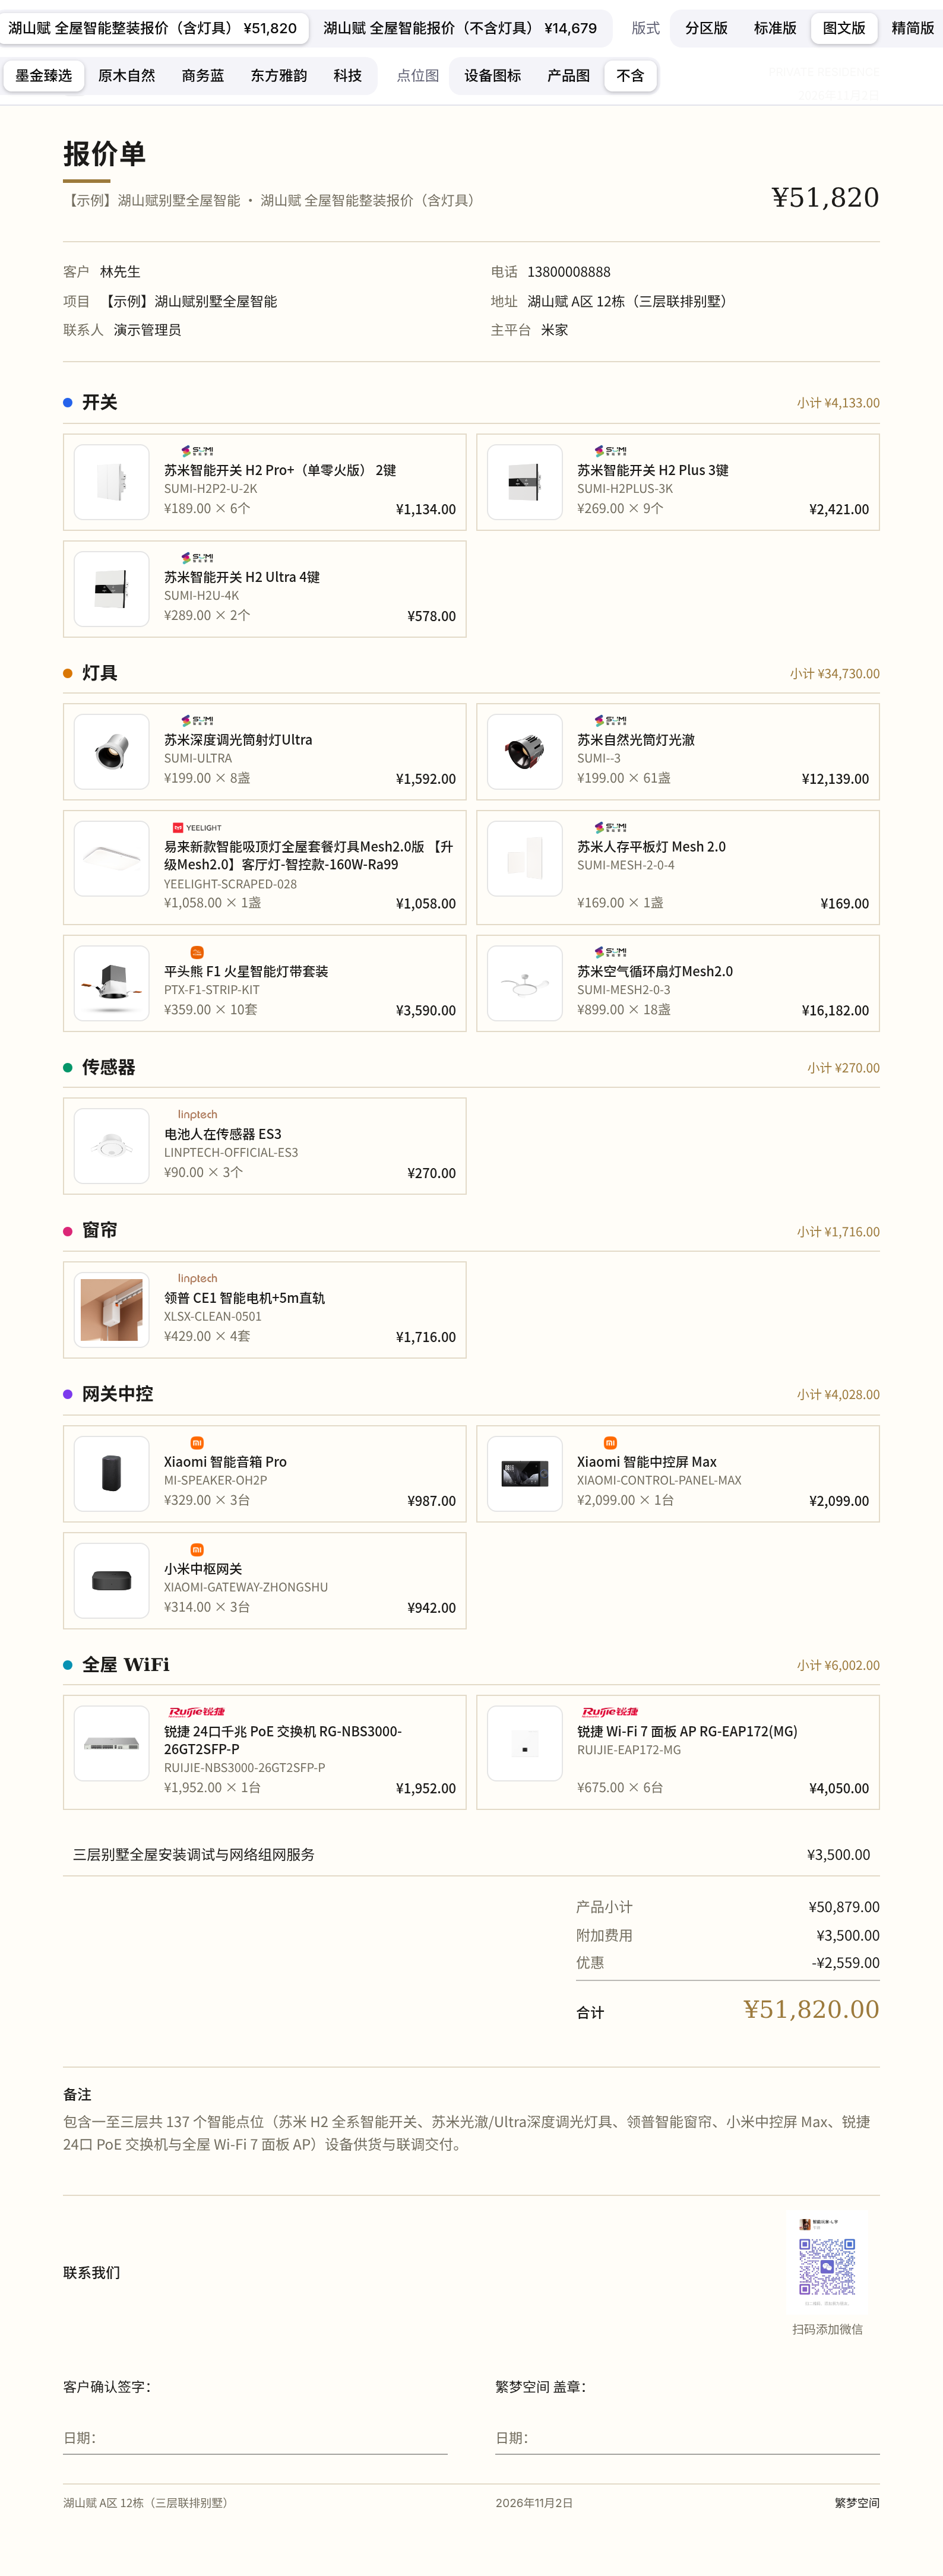 湖山赋 全屋智能整装报价（含灯具） ¥51,820 湖山赋 全屋智能报价（不含灯具） ¥14,679 版式 分区版 标准版 图文版 精简版
墨金臻选 原木自然 商务蓝 东方雅韵 科技 点位图 设备图标 产品图 不含
PRIVATE RESIDENCE
报价单
【示例】湖山赋别墅全屋智能 · 湖山赋 全屋智能整装报价（含灯具） ¥51,820
客户 林先生 电话 13800008888
项目 【示例】湖山赋别墅全屋智能 地址 湖山赋 A区 12栋（三层联排别墅）
联系人 演示管理员 主平台 米家
开关 小计 ¥4,133.00
SUMI
苏米智能开关 H2 Pro+（单零火版） 2键
SUMI-H2P2-U-2K
¥189.00 × 6个 ¥1,134.00
SUMI
苏米智能开关 H2 Plus 3键
SUMI-H2PLUS-3K
¥269.00 × 9个 ¥2,421.00
SUMI
苏米智能开关 H2 Ultra 4键
SUMI-H2U-4K
¥289.00 × 2个 ¥578.00
灯具 小计 ¥34,730.00
SUMI
苏米深度调光筒射灯Ultra
SUMI-ULTRA
¥199.00 × 8盏 ¥1,592.00
SUMI
苏米自然光筒灯光澈
SUMI--3
¥199.00 × 61盏 ¥12,139.00
YEELIGHT
易来新款智能吸顶灯全屋套餐灯具Mesh2.0版 【升
级Mesh2.0】客厅灯-智控款-160W-Ra99
YEELIGHT-SCRAPED-028
¥1,058.00 × 1盏 ¥1,058.00
SUMI
苏米人存平板灯 Mesh 2.0
SUMI-MESH-2-0-4
¥169.00 × 1盏 ¥169.00
平头熊 F1 火星智能灯带套装
PTX-F1-STRIP-KIT
¥359.00 × 10套 ¥3,590.00
SUMI
苏米空气循环扇灯Mesh2.0
SUMI-MESH2-0-3
¥899.00 × 18盏 ¥16,182.00
传感器 小计 ¥270.00
linptech
电池人在传感器 ES3
LINPTECH-OFFICIAL-ES3
¥90.00 × 3个 ¥270.00
窗帘 小计 ¥1,716.00
linptech
领普 CE1 智能电机+5m直轨
XLSX-CLEAN-0501
¥429.00 × 4套 ¥1,716.00
网关中控 小计 ¥4,028.00
mi
Xiaomi 智能音箱 Pro
MI-SPEAKER-OH2P
¥329.00 × 3台 ¥987.00
mi
Xiaomi 智能中控屏 Max
XIAOMI-CONTROL-PANEL-MAX
¥2,099.00 × 1台 ¥2,099.00
mi
小米中枢网关
XIAOMI-GATEWAY-ZHONGSHU
¥314.00 × 3台 ¥942.00
全屋 WiFi 小计 ¥6,002.00
Ruijie锐捷
锐捷 24口千兆 PoE 交换机 RG-NBS3000-
26GT2SFP-P
RUIJIE-NBS3000-26GT2SFP-P
¥1,952.00 × 1台 ¥1,952.00
Ruijie锐捷
锐捷 Wi-Fi 7 面板 AP RG-EAP172(MG)
RUIJIE-EAP172-MG
¥675.00 × 6台 ¥4,050.00
三层别墅全屋安装调试与网络组网服务 ¥3,500.00
产品小计 ¥50,879.00
附加费用 ¥3,500.00
优惠 -¥2,559.00
合计 ¥51,820.00
备注
包含一至三层共 137 个智能点位（苏米 H2 全系智能开关、苏米光澈/Ultra深度调光灯具、领普智能窗帘、小米中控屏 Max、锐捷
24口 PoE 交换机与全屋 Wi-Fi 7 面板 AP）设备供货与联调交付。
联系我们
扫码添加微信
客户确认签字： 繁梦空间 盖章：
日期： 日期：
湖山赋 A区 12栋（三层联排别墅） 2026年11月2日 繁梦空间